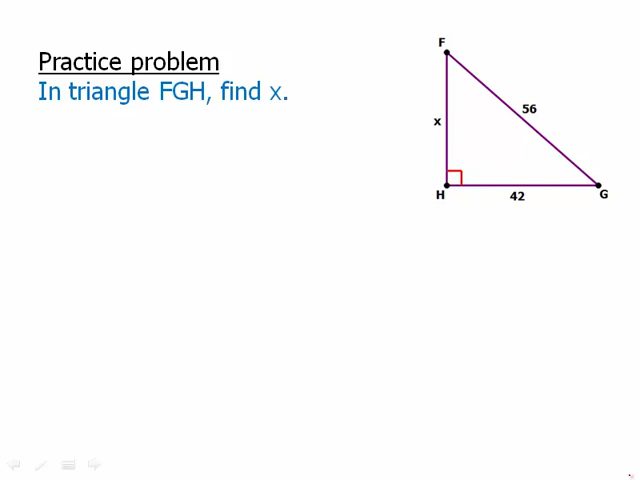 Practice problem
In triangle FGH, find x.
F
56
x
H
42
G